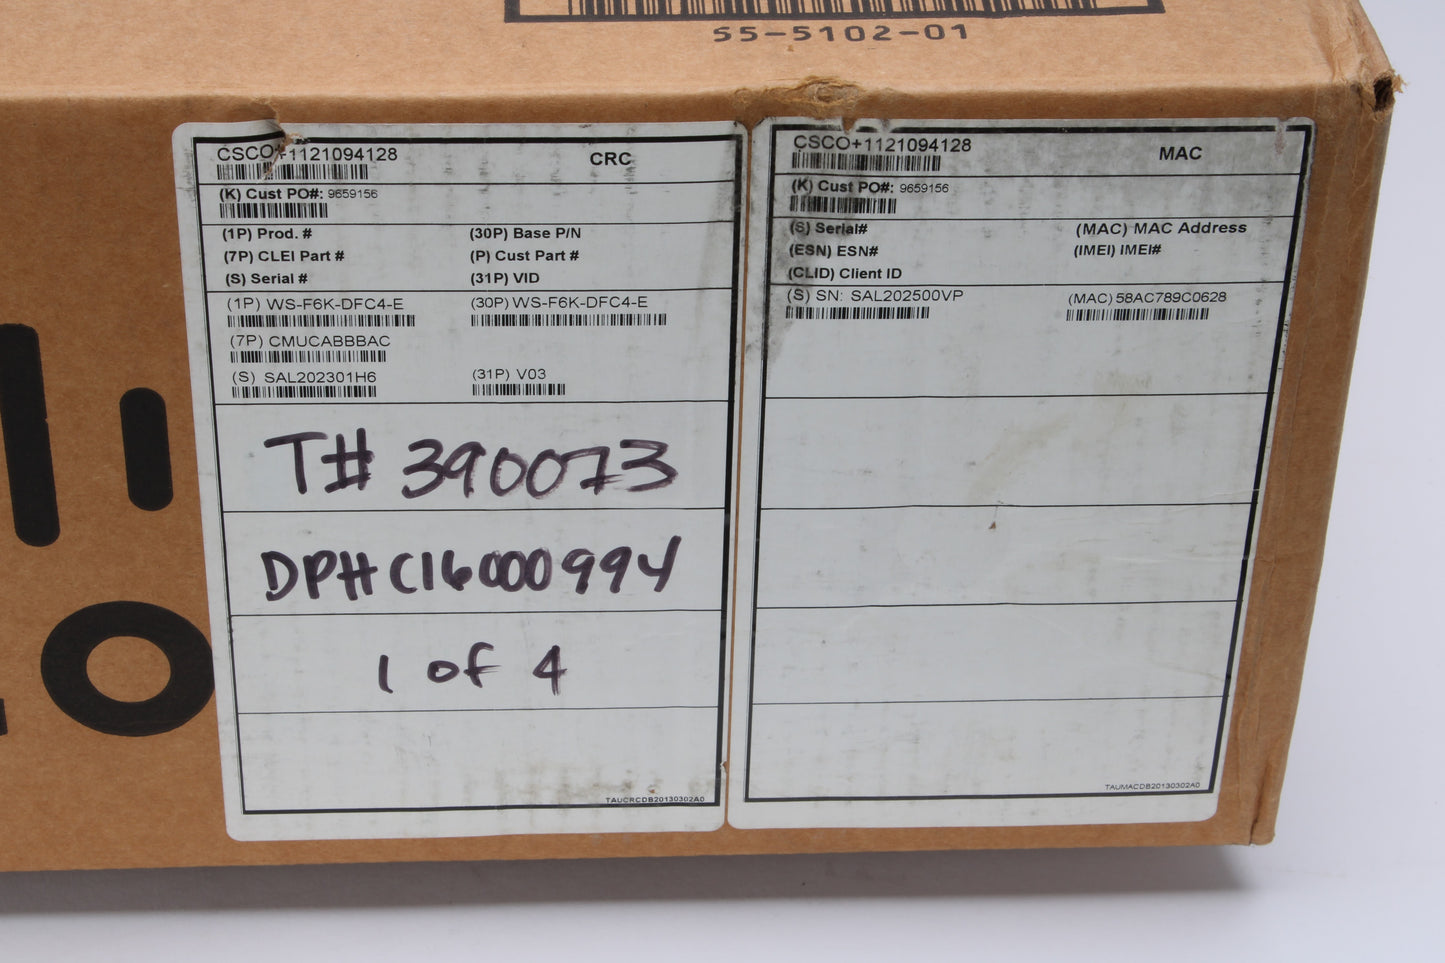 55-5102-01
CSCO+1121094128
CRC
(K) Cust PO#: 9659156
(1P) Prod. #
(30P) Base P/N
(7P) CLEI Part #
(P) Cust Part #
(S) Serial #
(31P) VID
(1P) WS-F6K-DFC4-E
(30P) WS-F6K-DFC4-E
(7P) CMUCABBBAC
(S) SAL202301H6
(31P) V03
T# 390073
DPHC16000994
1 of 4
TAUCRCDB20130302A0
CSCO+1121094128
MAC
(K) Cust PO#: 9659156
(S) Serial#
(MAC) MAC Address
(ESN) ESN#
(IMEI) IMEI#
(CLID) Client ID
(S) SN: SAL202500VP
(MAC) 58AC789C0628
TAUMACDB20130302A0